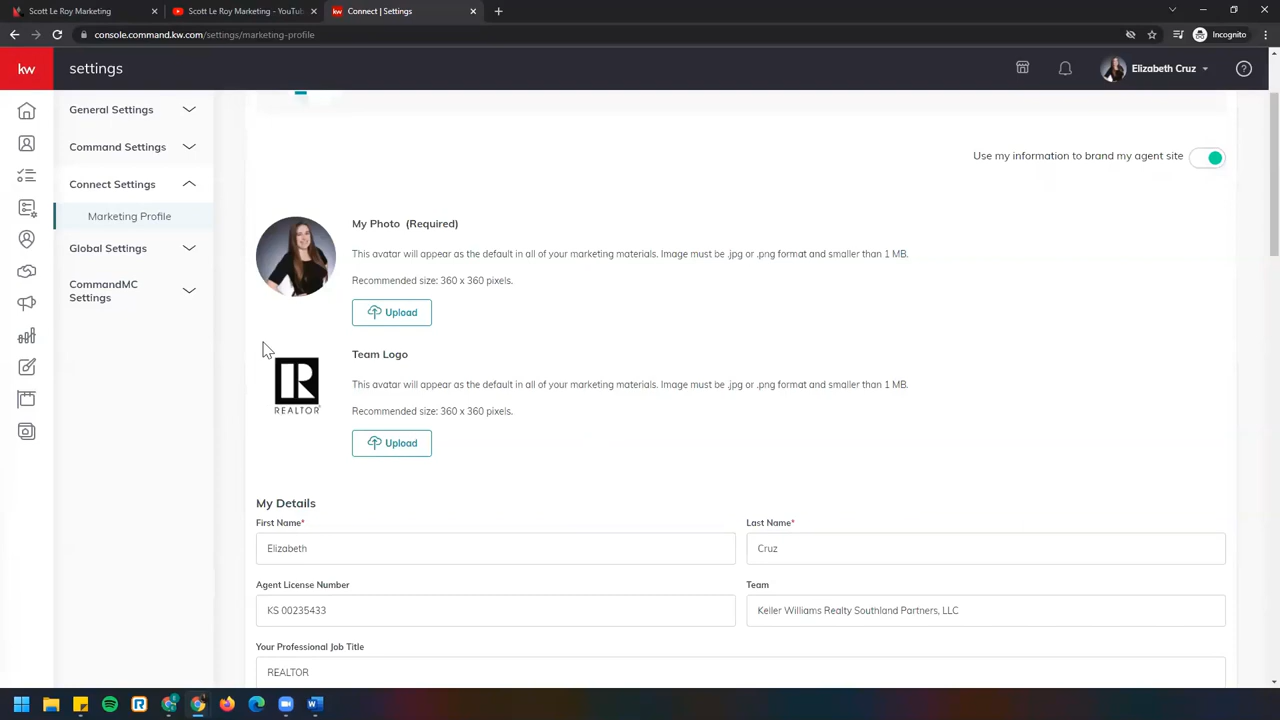 Scott Le Roy Marketing
Scott Le Roy Marketing - YouTub
kw Connect | Settings
console.command.kw.com/settings/marketing-profile
Incognito
kw settings
Elizabeth Cruz
General Settings
Command Settings
Connect Settings
Marketing Profile
Global Settings
CommandMC
Settings
Use my information to brand my agent site
My Photo (Required)
This avatar will appear as the default in all of your marketing materials. Image must be .jpg or .png format and smaller than 1 MB.
Recommended size: 360 x 360 pixels.
Upload
Team Logo
This avatar will appear as the default in all of your marketing materials. Image must be .jpg or .png format and smaller than 1 MB.
REALTOR
Recommended size: 360 x 360 pixels.
Upload
My Details
First Name* Last Name*
Elizabeth Cruz
Agent License Number Team
KS 00235433 Keller Williams Realty Southland Partners, LLC
Your Professional Job Title
REALTOR